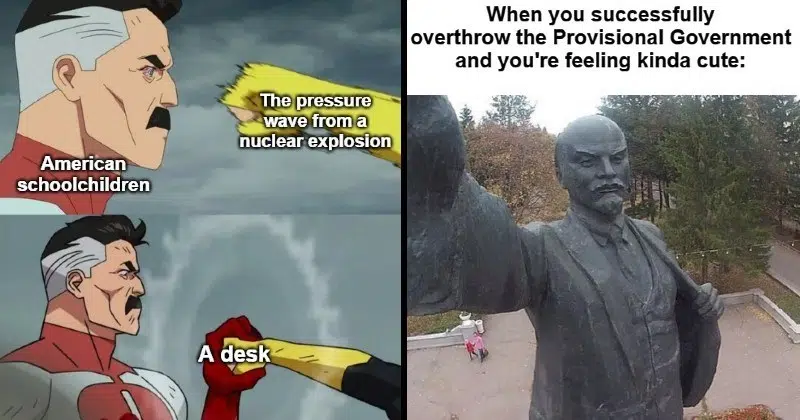 The pressure
wave from a
nuclear explosion
American
schoolchildren
A desk
When you successfully
overthrow the Provisional Government
and you're feeling kinda cute: